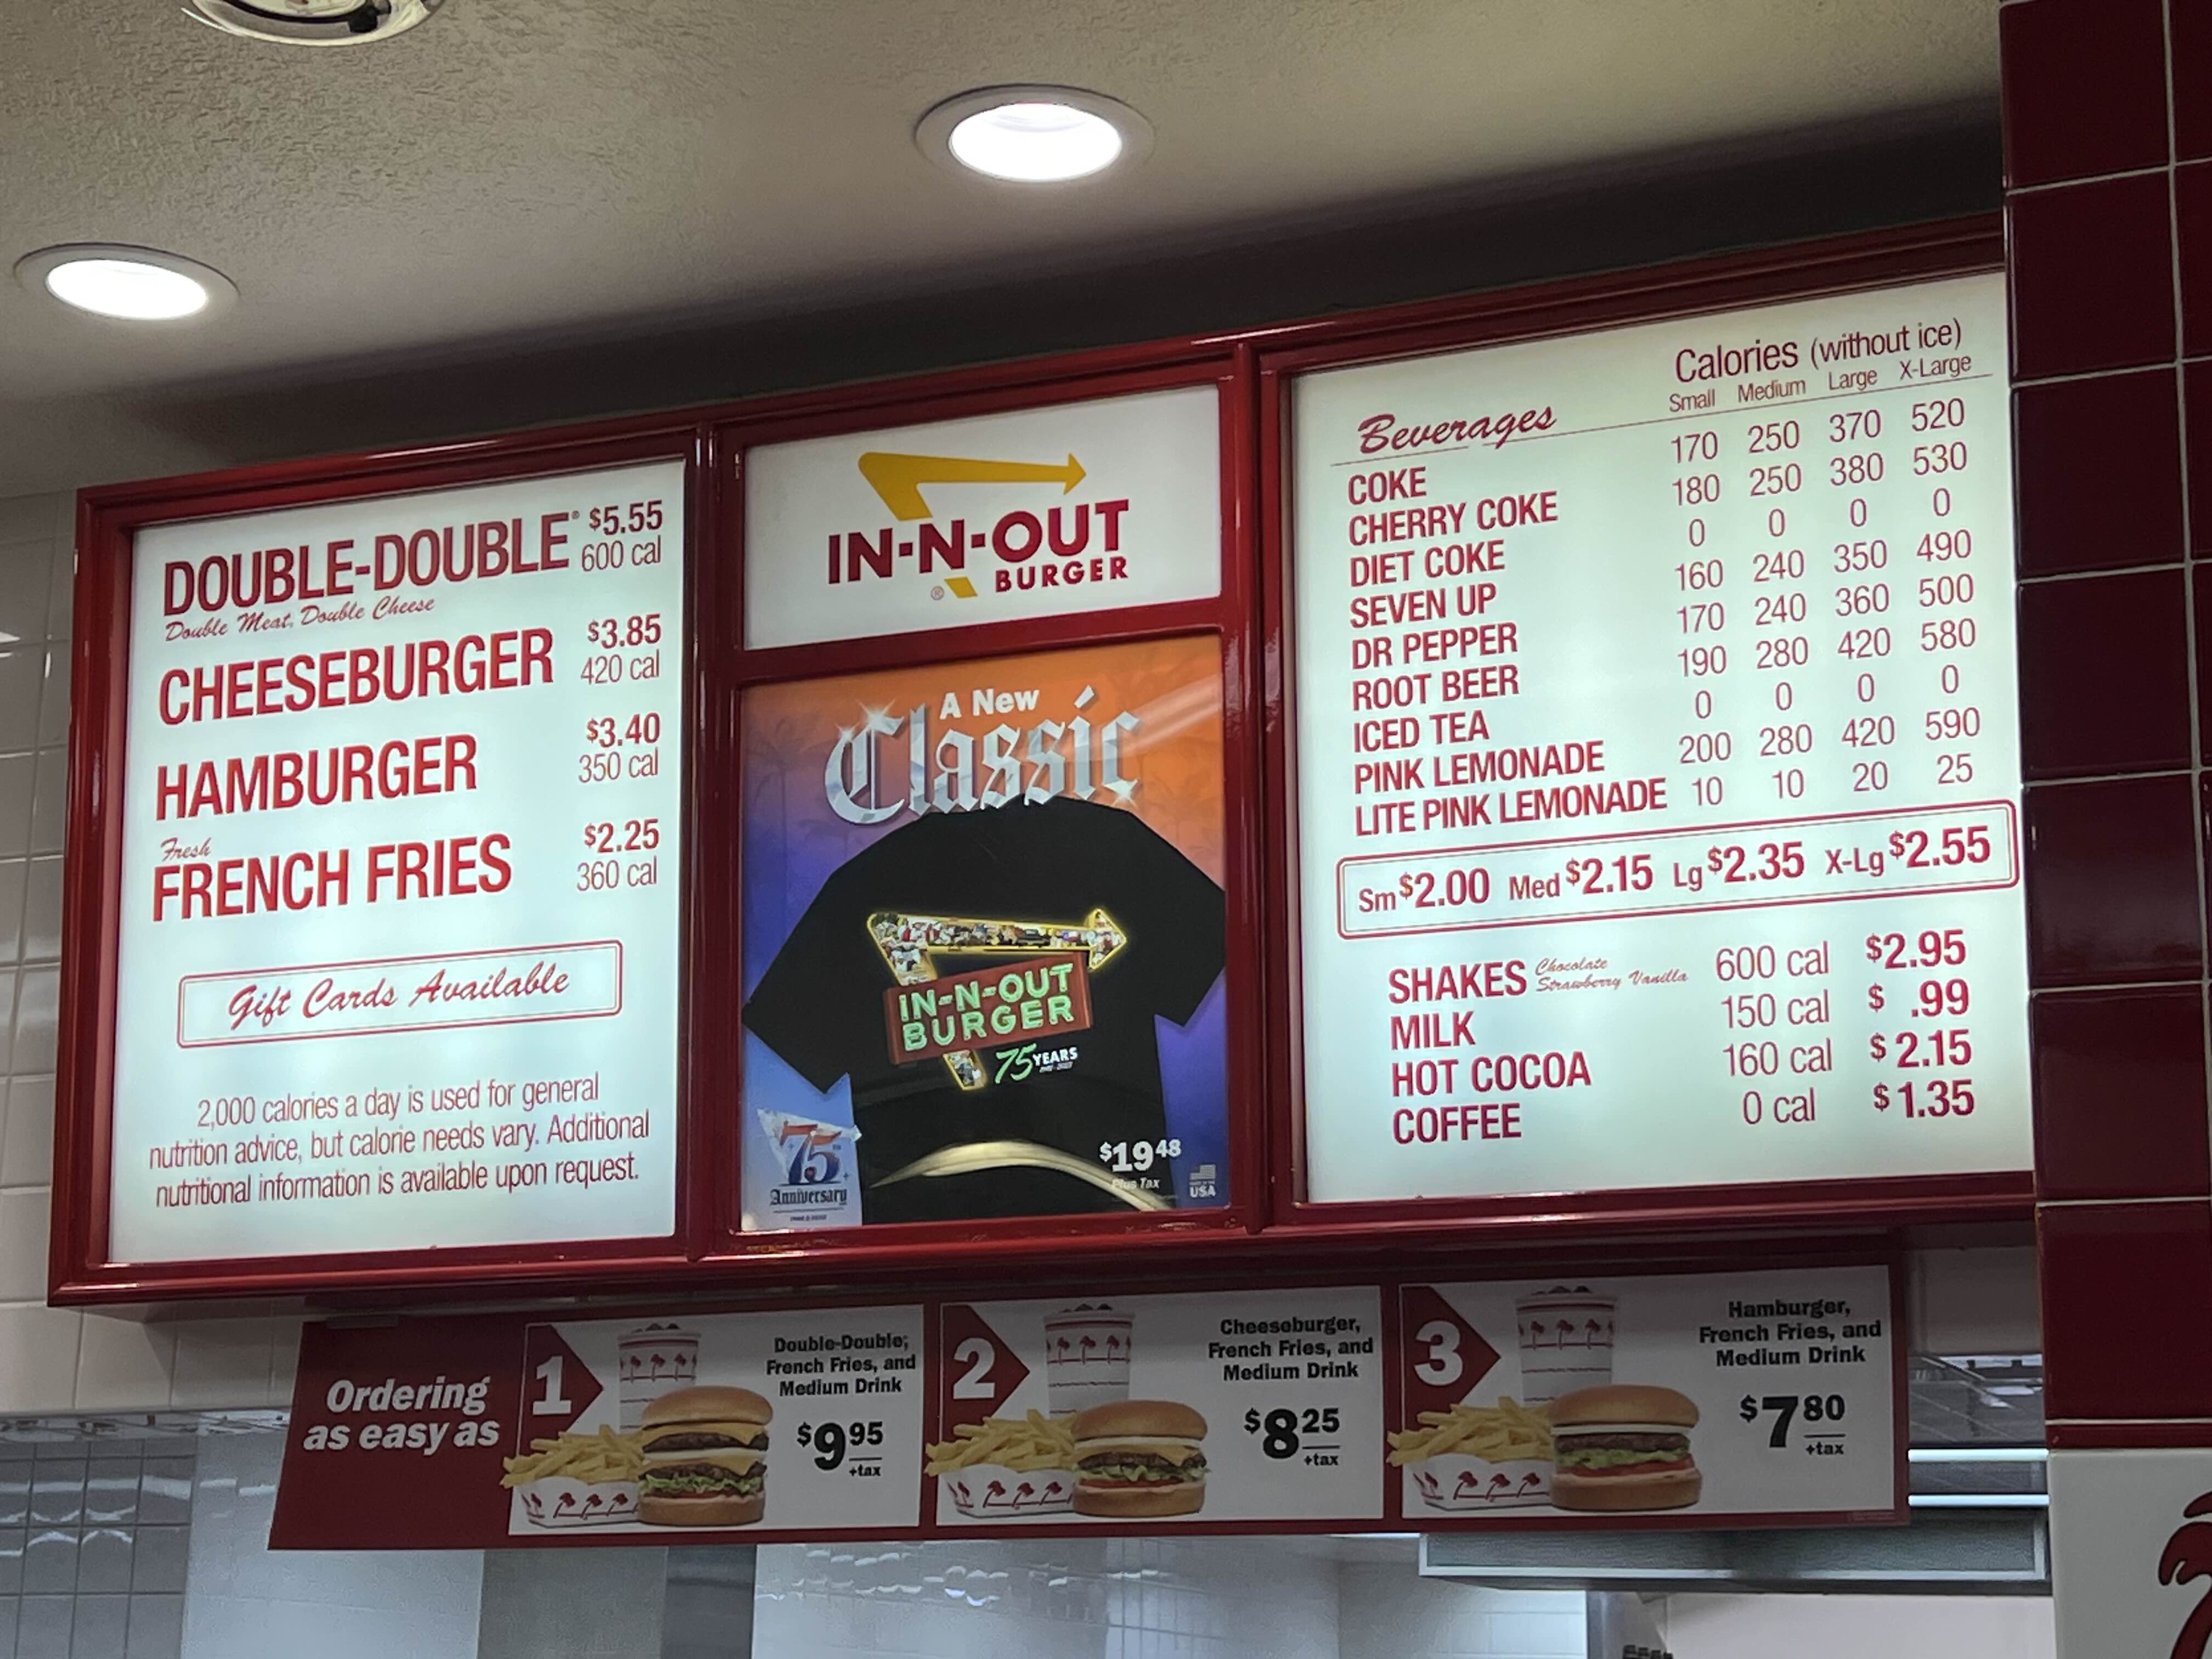 DOUBLE-DOUBLE® $5.55
Double Meat, Double Cheese 600 cal
CHEESEBURGER $3.85
420 cal
HAMBURGER $3.40
350 cal
Fresh
FRENCH FRIES $2.25
360 cal
Gift Cards Available
2,000 calories a day is used for general
nutrition advice, but calorie needs vary. Additional
nutritional information is available upon request.
IN-N-OUT
BURGER
®
A New
Classic
IN-N-OUT
BURGER
75 YEARS
75TH
Anniversary
$19.48
Plus Tax
USA
Calories (without ice)
Beverages Small Medium Large X-Large
COKE 170 250 370 520
CHERRY COKE 180 250 380 530
DIET COKE 0 0 0 0
SEVEN UP 160 240 350 490
DR PEPPER 170 240 360 500
ROOT BEER 190 280 420 580
ICED TEA 0 0 0 0
PINK LEMONADE 200 280 420 590
LITE PINK LEMONADE 10 10 20 25
Sm $2.00 Med $2.15 Lg $2.35 X-Lg $2.55
SHAKES Chocolate Strawberry Vanilla 600 cal $2.95
MILK 150 cal $ .99
HOT COCOA 160 cal $ 2.15
COFFEE 0 cal $ 1.35
Ordering
as easy as
1
Double-Double,
French Fries, and
Medium Drink
$9 95
+tax
2
Cheeseburger,
French Fries, and
Medium Drink
$8 25
+tax
3
Hamburger,
French Fries, and
Medium Drink
$7 80
+tax